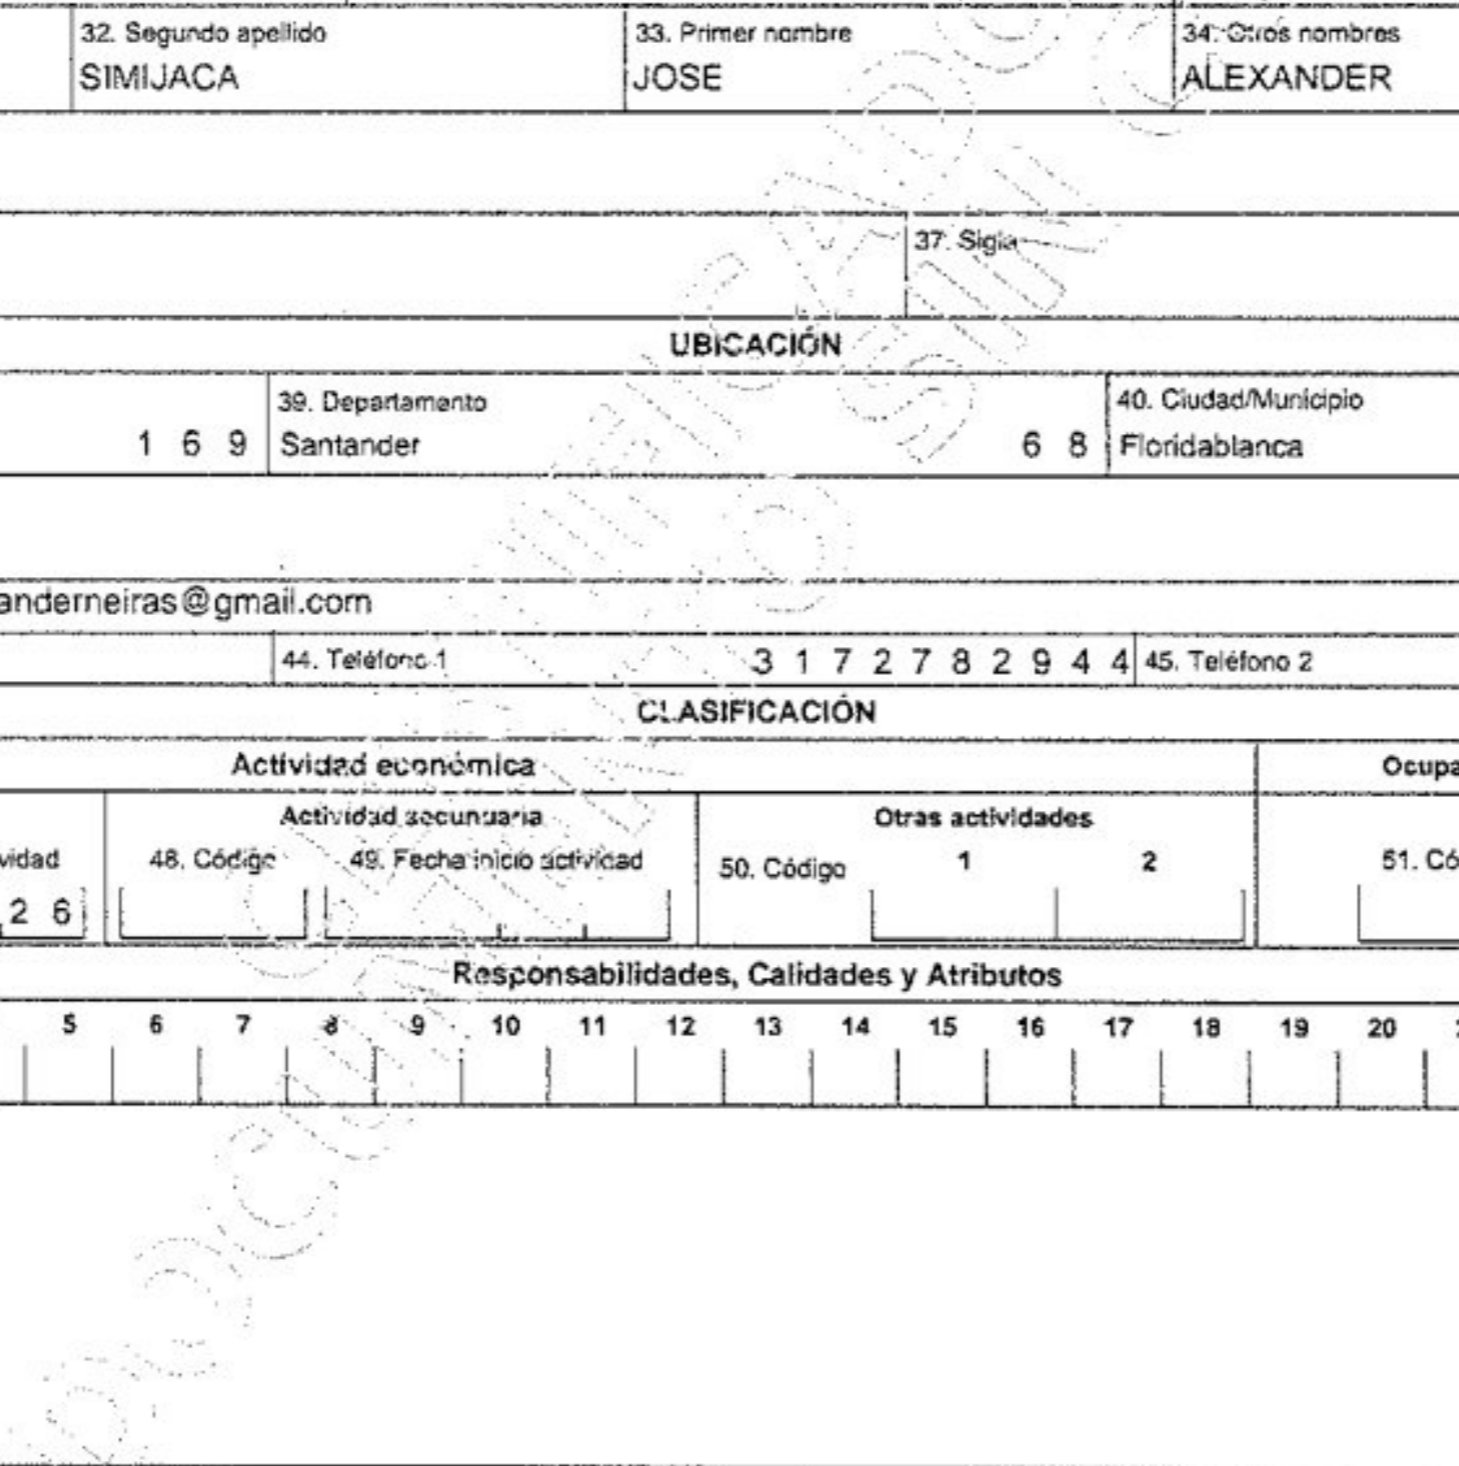 32. Segundo apellido 33. Primer nombre 34. Otros nombres
SIMIJACA JOSE ALEXANDER
37. Sigla
UBICACIÓN
39. Departamento 40. Ciudad/Municipio
1 6 9 Santander 6 8 Floridablanca
anderneiras@gmail.com
44. Teléfono 1 3 1 7 2 7 8 2 9 4 4 45. Teléfono 2
CLASIFICACIÓN
Actividad económica Ocupa
Actividad secundaria Otras actividades
vidad 48. Código 49. Fecha inicio actividad 50. Código 1 2 51. Có
2 6
Responsabilidades, Calidades y Atributos
5 6 7 8 9 10 11 12 13 14 15 16 17 18 19 20